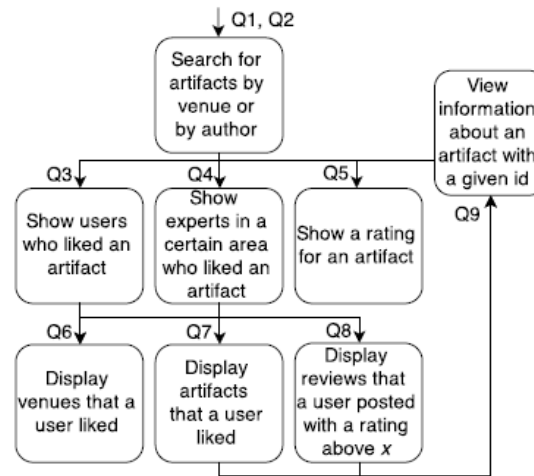 Q1, Q2
Search for
artifacts by
venue or
by author
View
information
about an
artifact with
a given id
Q3
Q4
Q5
Q9
Show users
who liked an
artifact
Show
experts in a
certain area
who liked an
artifact
Show a rating
for an artifact
Q6
Q7
Q8
Display
venues that a
user liked
Display
artifacts
that a user
liked
Display
reviews that
a user posted
with a rating
above x